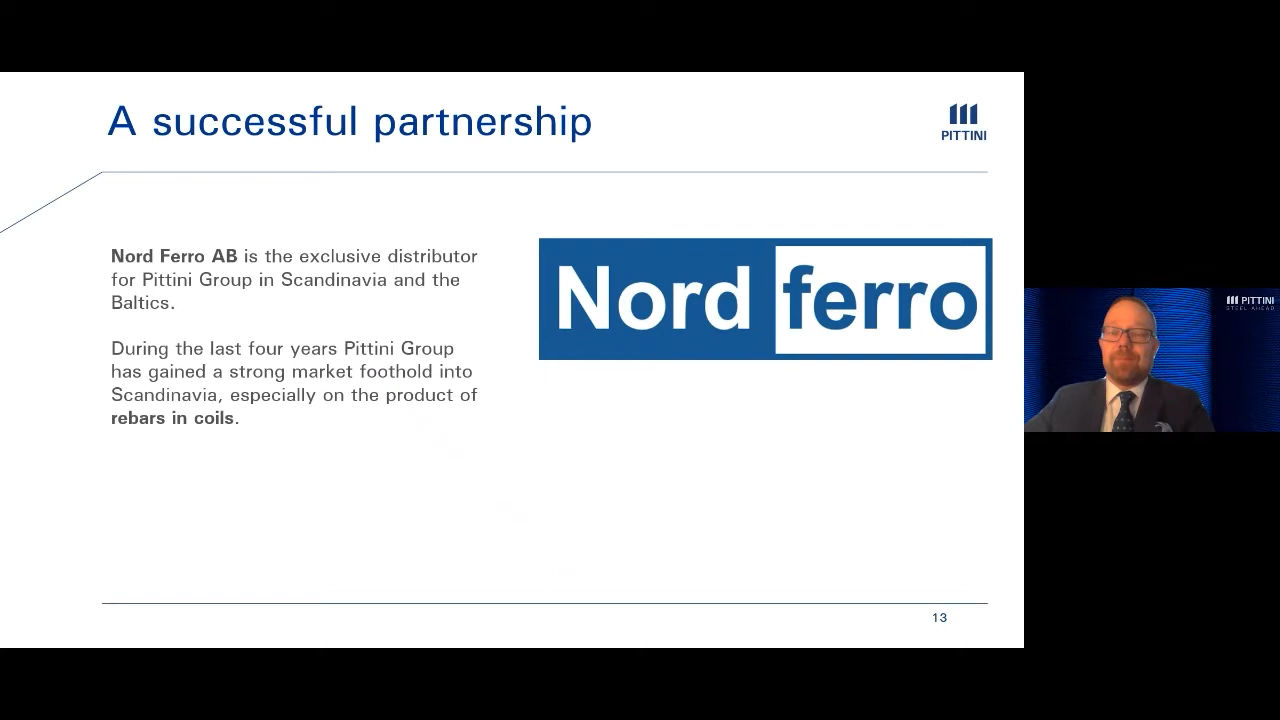 A successful partnership
PITTINI
Nord Ferro AB is the exclusive distributor
for Pittini Group in Scandinavia and the
Baltics.
During the last four years Pittini Group
has gained a strong market foothold into
Scandinavia, especially on the product of
rebars in coils.
Nord ferro
PITTINI
STEEL AHEAD
13